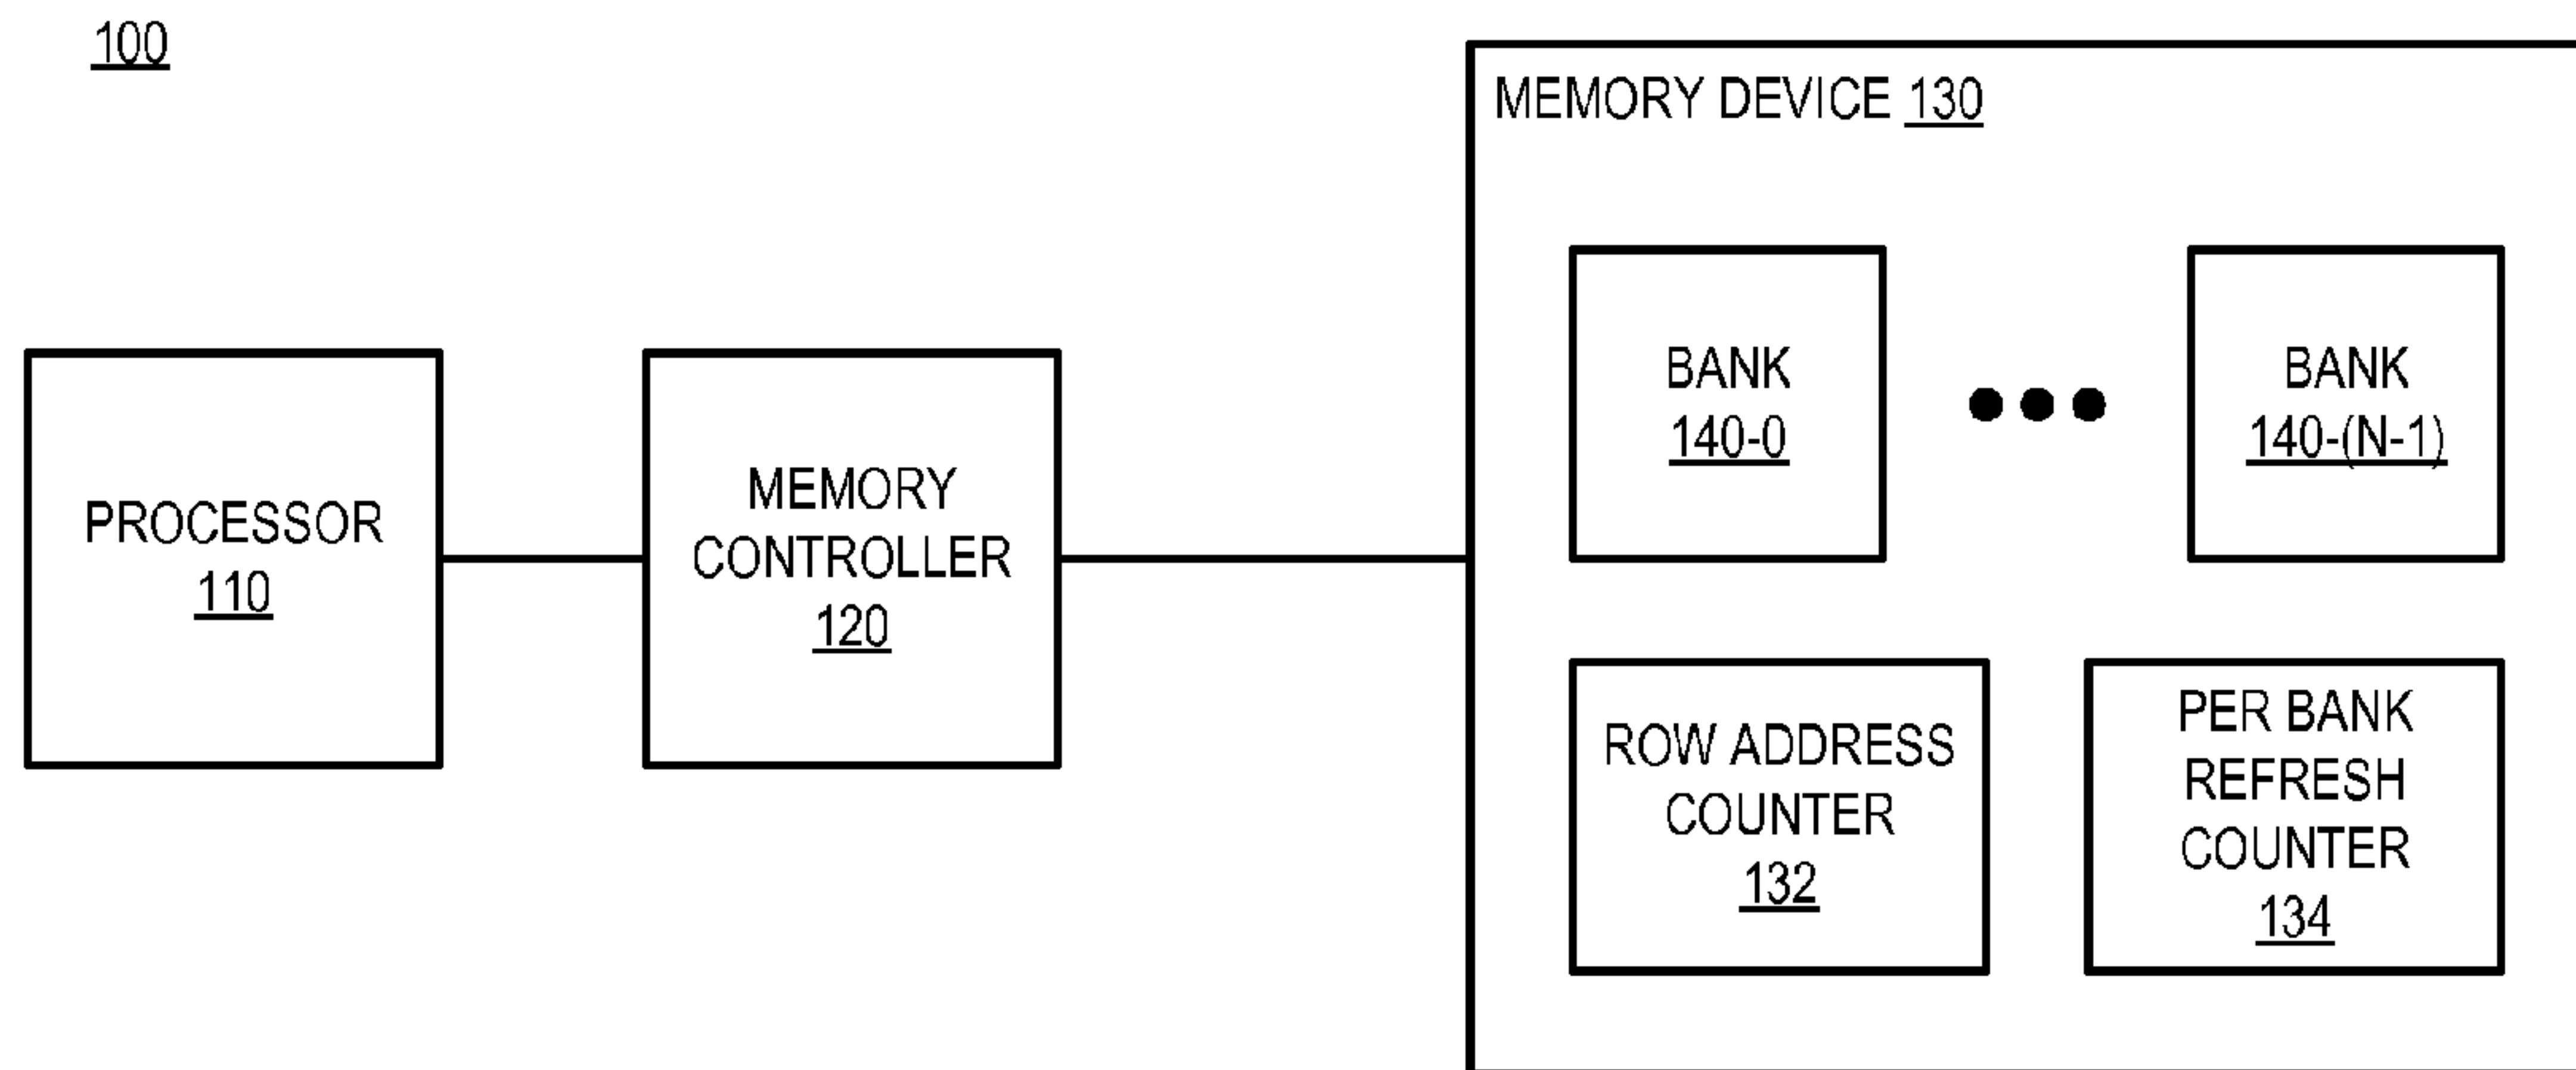 100
MEMORY DEVICE 130
BANK
140-0
BANK
140-(N-1)
PROCESSOR
110
MEMORY
CONTROLLER
120
ROW ADDRESS
COUNTER
132
PER BANK
REFRESH
COUNTER
134